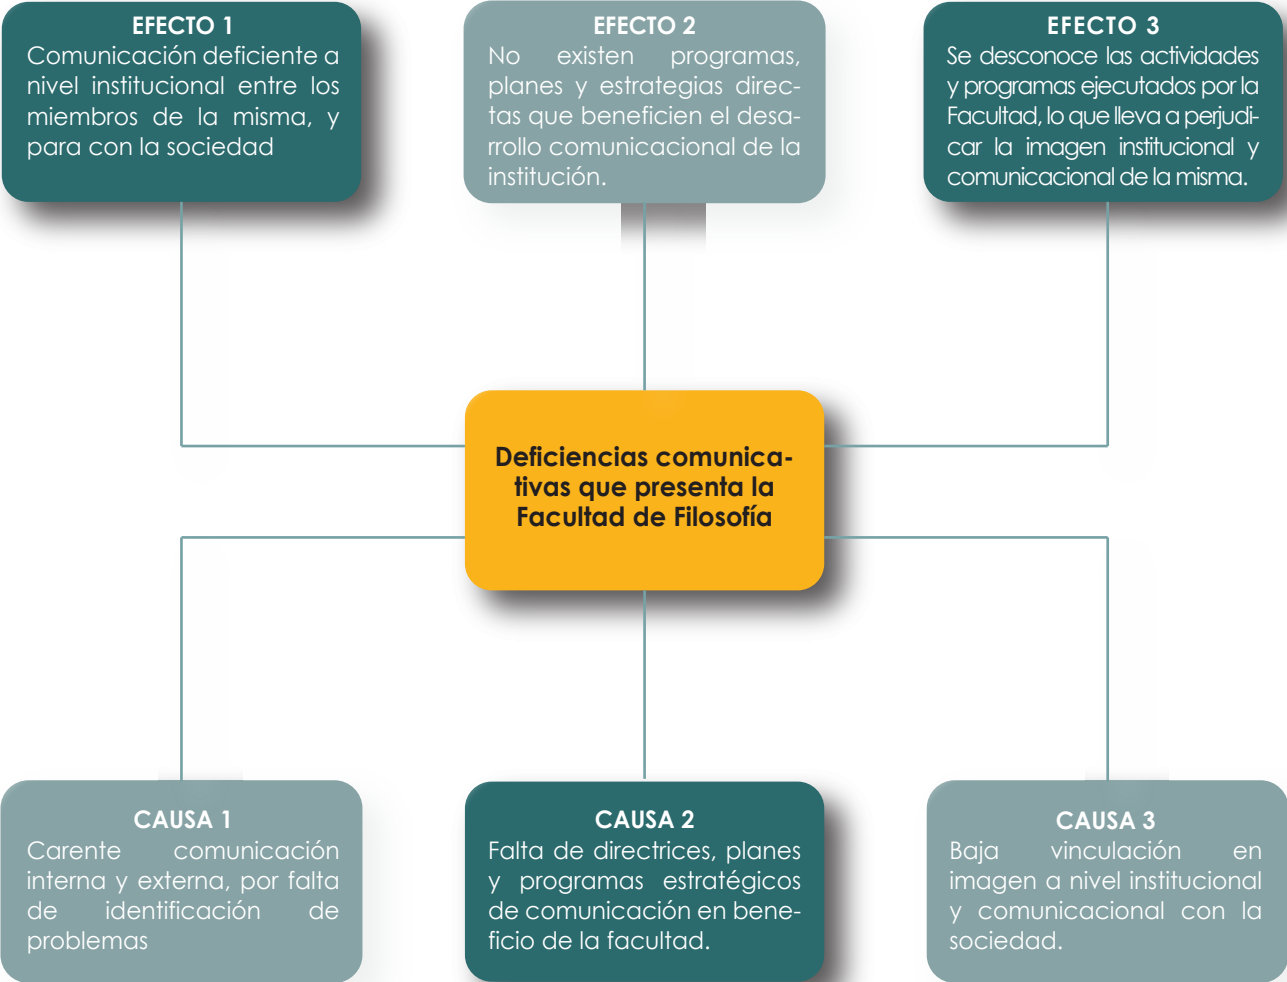 EFECTO 1
Comunicación deficiente a
nivel institucional entre los
miembros de la misma, y
para con la sociedad
EFECTO 2
No existen programas,
planes y estrategias direc-
tas que beneficien el desa-
rrollo comunicacional de la
institución.
EFECTO 3
Se desconoce las actividades
y programas ejecutados por la
Facultad, lo que lleva a perjudi-
car la imagen institucional y
comunicacional de la misma.
Deficiencias comunica-
tivas que presenta la
Facultad de Filosofía
CAUSA 1
Carente comunicación
interna y externa, por falta
de identificación de
problemas
CAUSA 2
Falta de directrices, planes
y programas estratégicos
de comunicación en bene-
ficio de la facultad.
CAUSA 3
Baja vinculación en
imagen a nivel institucional
y comunicacional con la
sociedad.